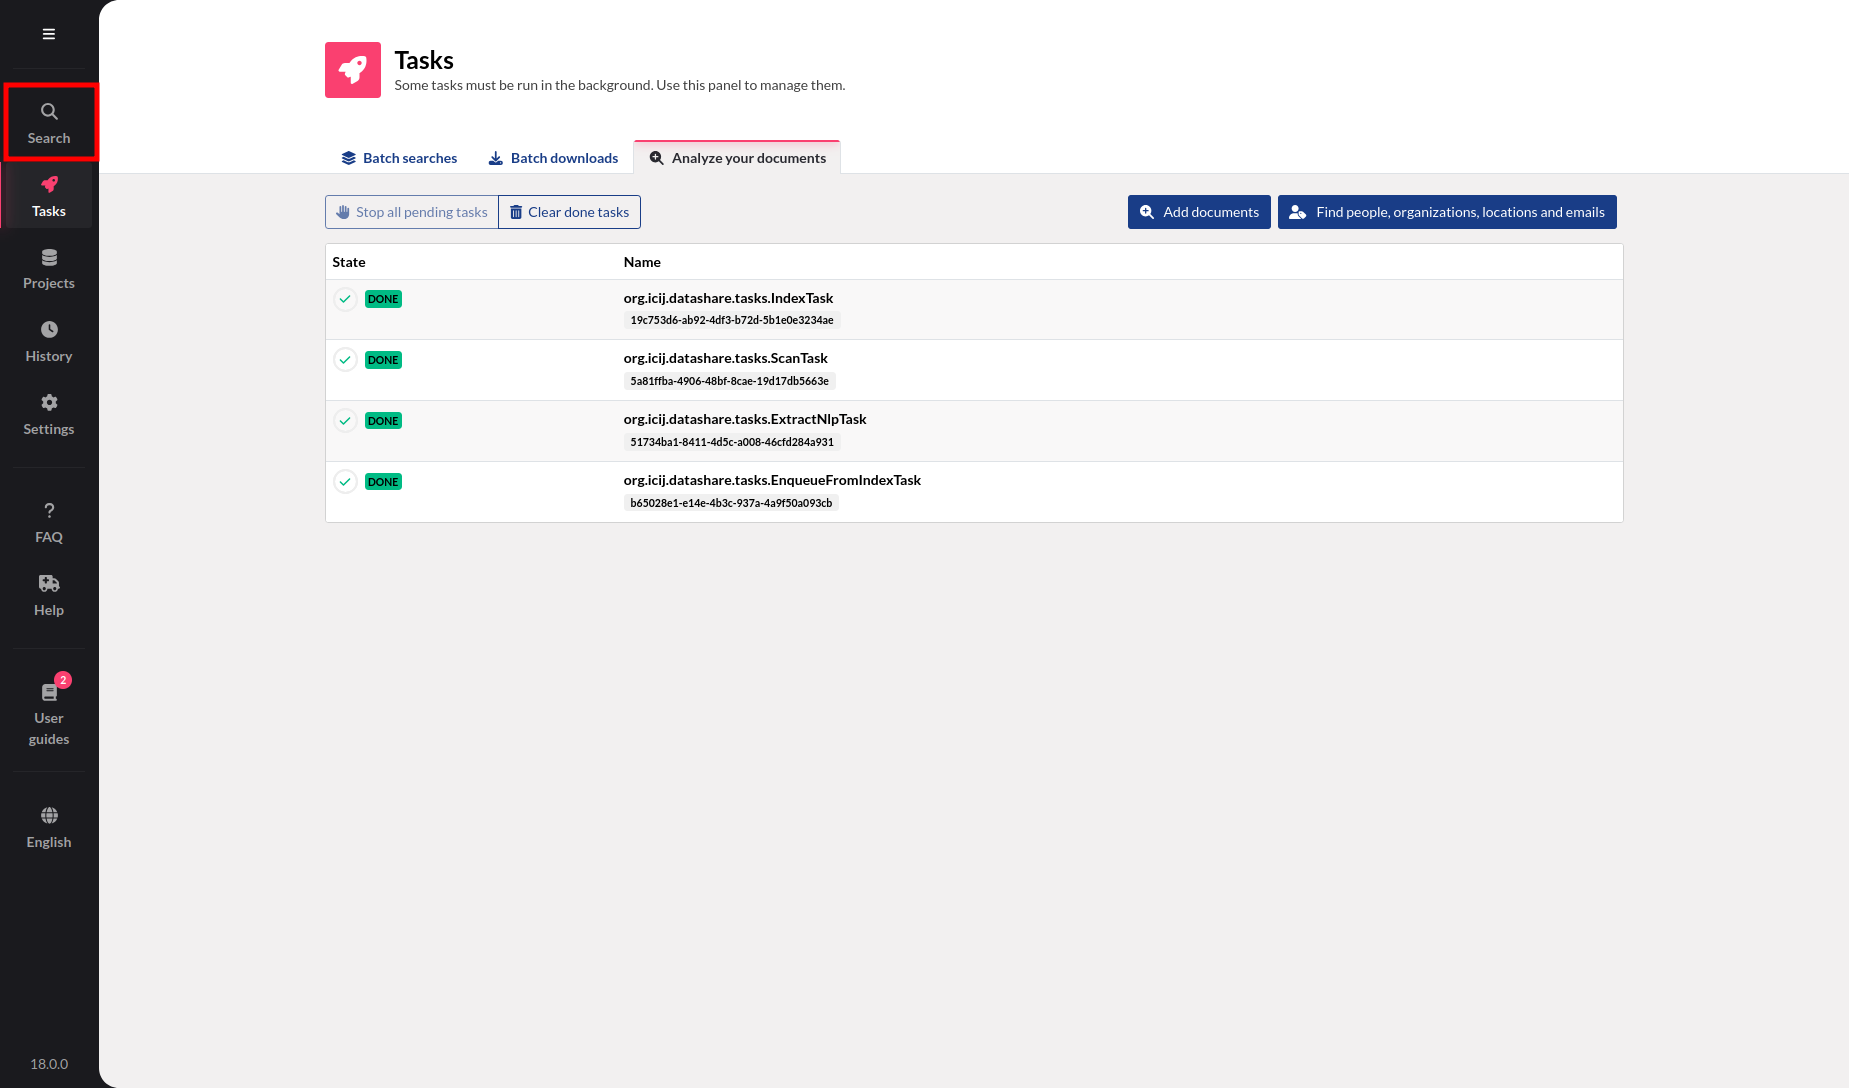 Search
Tasks
Projects
History
Settings
FAQ
Help
2
User
guides
English
18.0.0
Tasks
Some tasks must be run in the background. Use this panel to manage them.
Batch searches
Batch downloads
Analyze your documents
Stop all pending tasks
Clear done tasks
Add documents
Find people, organizations, locations and emails
State
Name
DONE
org.icij.datashare.tasks.IndexTask
19c753d6-ab92-4df3-b72d-5b1e0e3234ae
DONE
org.icij.datashare.tasks.ScanTask
5a81ffba-4906-48bf-8cae-19d17db5663e
DONE
org.icij.datashare.tasks.ExtractNlpTask
51734ba1-8411-4d5c-a008-46cfd284a931
DONE
org.icij.datashare.tasks.EnqueueFromIndexTask
b65028e1-e14e-4b3c-937a-4a9f50a093cb